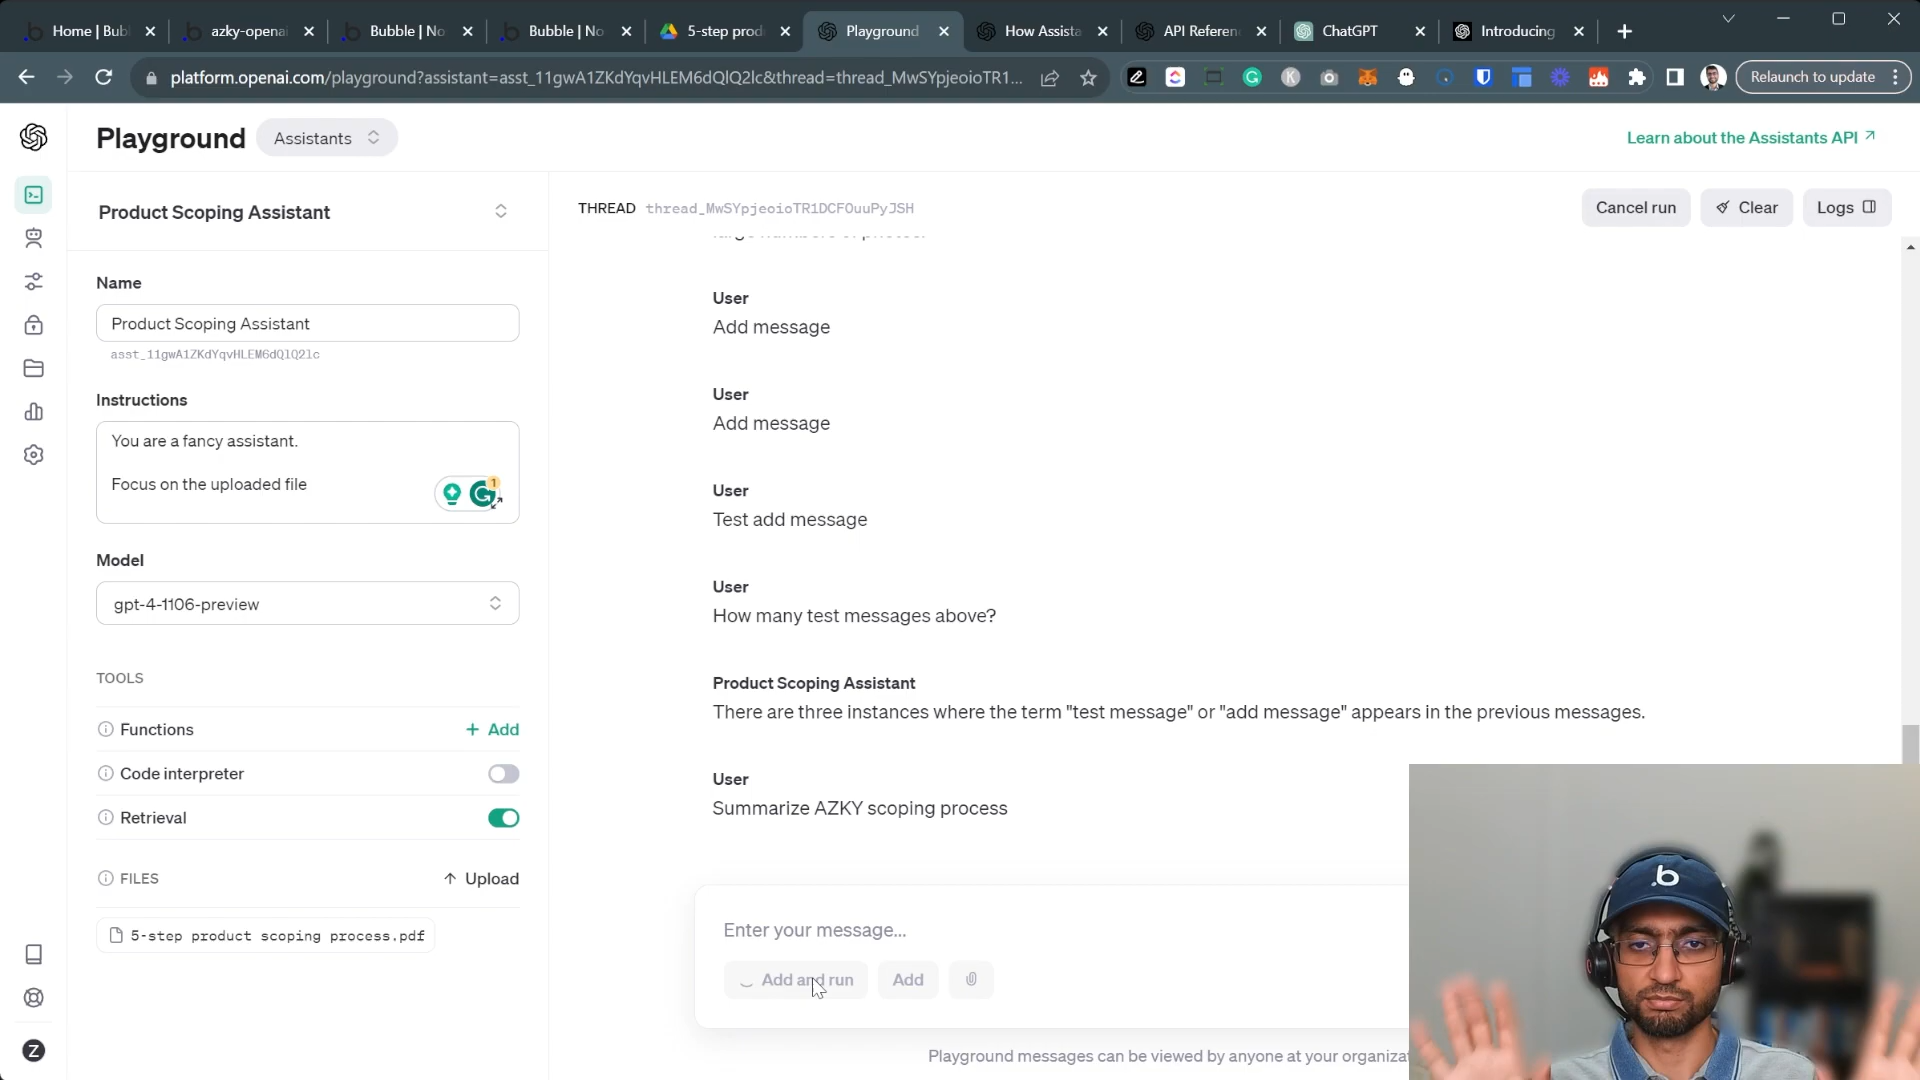 Home | Bub
azky-openai
Bubble | No
Bubble | No
5-step prod
Playground
How Assista
API Referen
ChatGPT
Introducing
platform.openai.com/playground?assistant=asst_11gwA1ZKdYqvHLEM6dQlQ2lc&thread=thread_MwSYpjeoioTR1...
Relaunch to update
Playground
Assistants
Learn about the Assistants API
Product Scoping Assistant
THREAD thread_MwSYpjeoioTR1DCFOuuPyJSH
Cancel run
Clear
Logs
Name
Product Scoping Assistant
asst_11gwA1ZKdYqvHLEM6dQlQ2lc
Instructions
You are a fancy assistant.
Focus on the uploaded file
1
Model
gpt-4-1106-preview
TOOLS
Functions
+ Add
Code interpreter
Retrieval
FILES
Upload
5-step product scoping process.pdf
Z
User
Add message
User
Add message
User
Test add message
User
How many test messages above?
Product Scoping Assistant
There are three instances where the term "test message" or "add message" appears in the previous messages.
User
Summarize AZKY scoping process
Enter your message...
Add and run
Add
Playground messages can be viewed by anyone at your organizat
.b